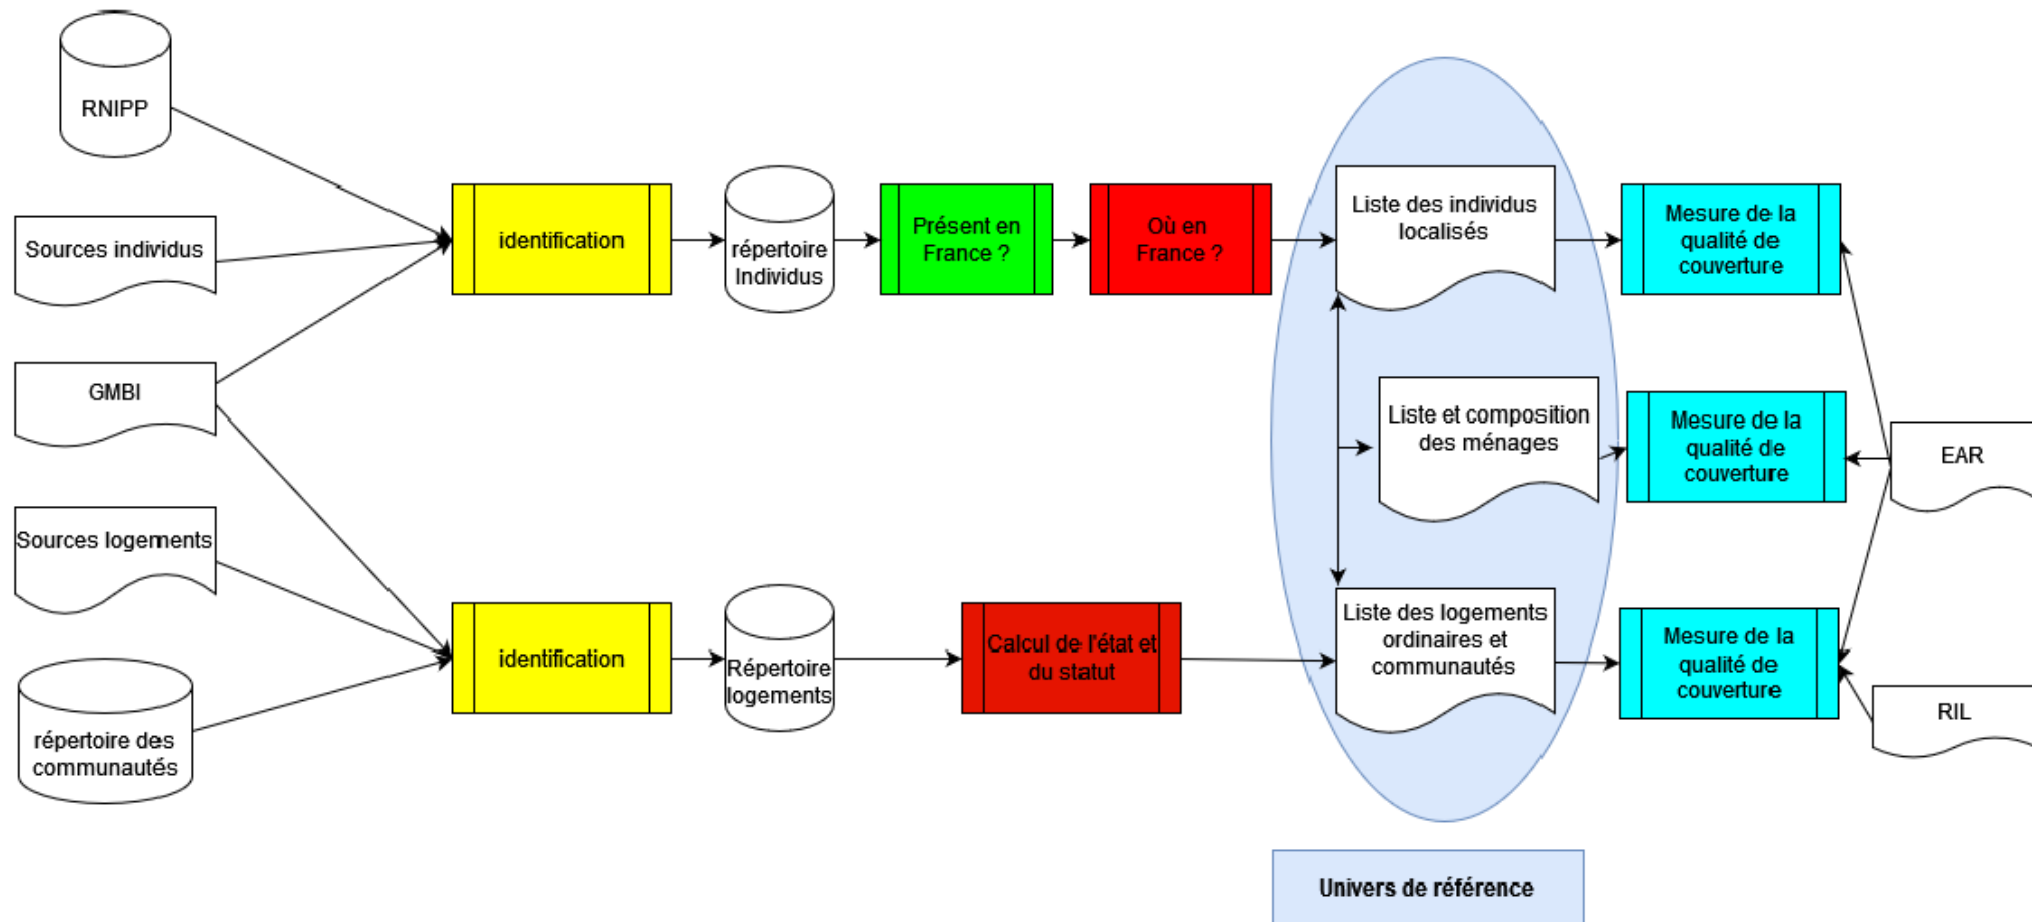 RNIPP
Sources individus
GMBI
Sources logements
répertoire des
communautés
identification
répertoire
Individus
Présent en
France ?
Où en
France ?
Liste des individus
localisés
Mesure de la
qualité de
couverture
Liste et composition
des ménages
Mesure de la
qualité de
couverture
EAR
identification
Répertoire
logements
Calcul de l'état et
du statut
Liste des logements
ordinaires et
communautés
Mesure de la
qualité de
couverture
RIL
Univers de référence